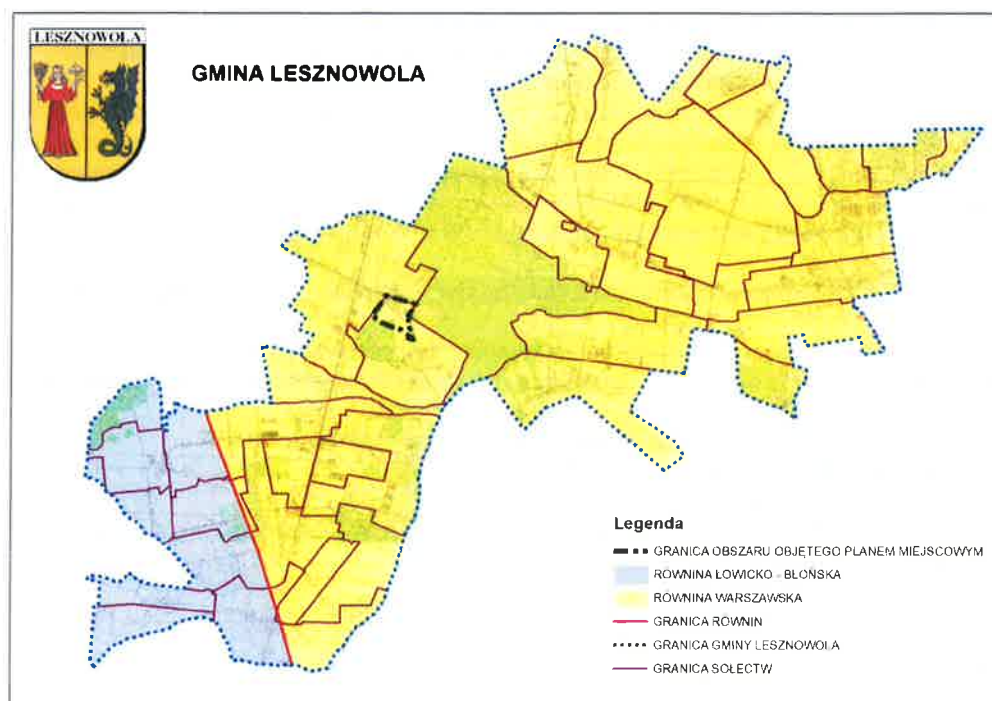 LESZNOWOLA
GMINA LESZNOWOLA
Legenda
GRANICA OBSZARU OBJĘTEGO PLANEM MIEJSCOWYM
RÓWNINA ŁOWICKO - BŁOŃSKA
RÓWNINA WARSZAWSKA
GRANICA RÓWNIN
GRANICA GMINY LESZNOWOLA
GRANICA SOŁECTW